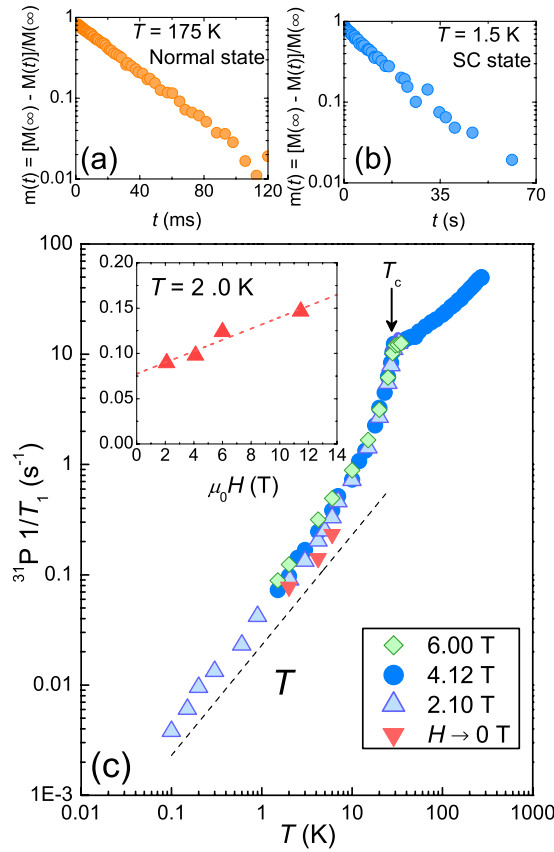 T = 175 K
Normal state
1
0.1
0.01
m(t) = [M(∞) - M(t)]/M(∞)
(a)
0 40 80 120
t (ms)
T = 1.5 K
SC state
1
0.1
0.01
m(t) = [M(∞) - M(t)]/M(∞)
(b)
0 35 70
t (s)
100
10
1
0.1
0.01
1E-3
³¹P 1/T₁ (s⁻¹)
T = 2 .0 K
0.20
0.15
0.10
0.05
0.00
0 2 4 6 8 10 12 14
μ₀H (T)
T_c
T
6.00 T
4.12 T
2.10 T
H → 0 T
(c)
0.01 0.1 1 10 100 1000
T (K)